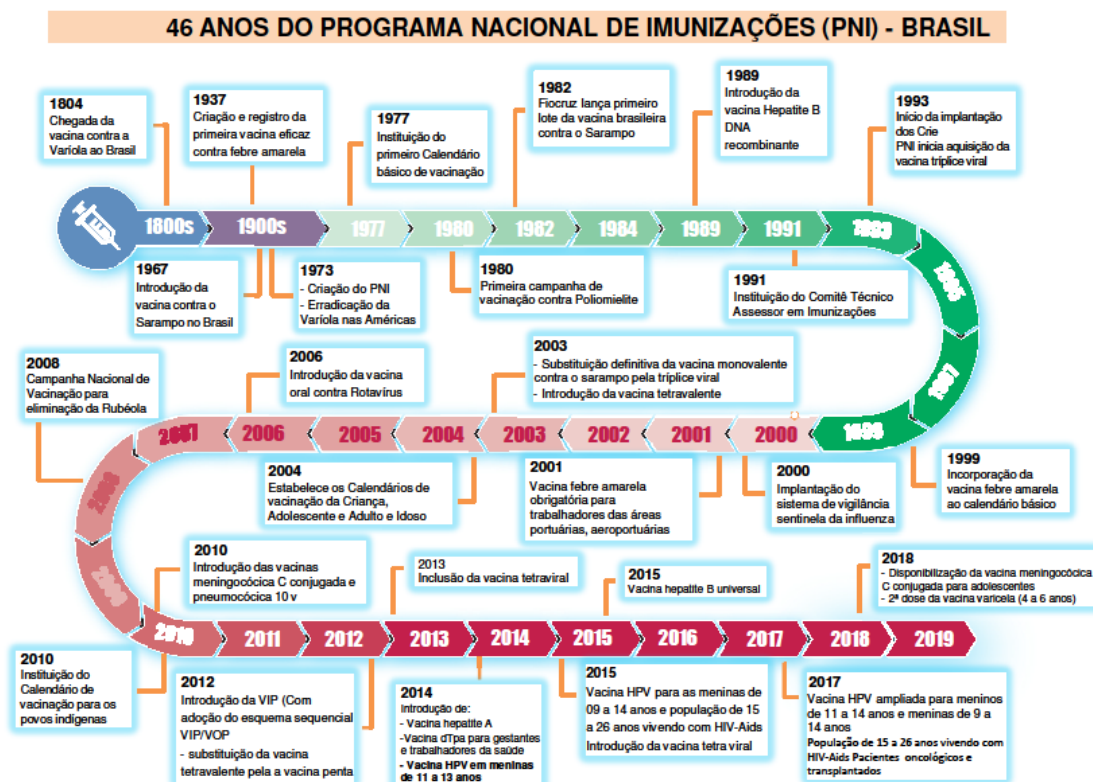 46 ANOS DO PROGRAMA NACIONAL DE IMUNIZAÇÕES (PNI) - BRASIL
1804
Chegada da
vacina contra a
Varíola ao Brasil
1937
Criação e registro da
primeira vacina eficaz
contra febre amarela
1977
Instituição do
primeiro Calendário
básico de vacinação
1982
Fiocruz lança primeiro
lote da vacina brasileira
contra o Sarampo
1989
Introdução da
vacina Hepatite B
DNA
recombinante
1993
Início da implantação
dos Crie
PNI inicia aquisição da
vacina tríplice viral
1800s
1900s
1977
1980
1982
1984
1989
1991
1993
1995
1997
1967
Introdução da
vacina contra o
Sarampo no Brasil
1973
- Criação do PNI
- Erradicação da
Varíola nas Américas
1980
Primeira campanha de
vacinação contra Poliomielite
1991
Instituição do Comitê Técnico
Assessor em Imunizações
2008
Campanha Nacional de
Vacinação para
eliminação da Rubéola
2006
Introdução da vacina
oral contra Rotavírus
2003
- Substituição definitiva da vacina monovalente
contra o sarampo pela tríplice viral
- Introdução da vacina tetravalente
2007
2006
2005
2004
2003
2002
2001
2000
2004
Estabelece os Calendários de
vacinação da Criança,
Adolescente e Adulto e Idoso
2001
Vacina febre amarela
obrigatória para
trabalhadores das áreas
portuárias, aeroportuárias
2000
Implantação do
sistema de vigilância
sentinela da influenza
1999
Incorporação da
vacina febre amarela
ao calendário básico
2010
Introdução das vacinas
meningocócica C conjugada e
pneumocócica 10 v
2013
Inclusão da vacina tetraviral
2015
Vacina hepatite B universal
2018
- Disponibilização da vacina meningocócica
C conjugada para adolescentes
- 2ª dose da vacina varicela (4 a 6 anos)
2010
2011
2012
2013
2014
2015
2016
2017
2018
2019
2010
Instituição do
Calendário de
vacinação para os
povos indígenas
2012
Introdução da VIP (Com
adoção do esquema sequencial
VIP/VOP
- substituição da vacina
tetravalente pela a vacina penta
2014
Introdução de:
- Vacina hepatite A
-Vacina dTpa para gestantes
e trabalhadores da saúde
- Vacina HPV em meninas
de 11 a 13 anos
2015
Vacina HPV para as meninas de
09 a 14 anos e população de 15
a 26 anos vivendo com HIV-Aids
Introdução da vacina tetra viral
2017
Vacina HPV ampliada para meninos
de 11 a 14 anos e meninas de 9 a
14 anos
População de 15 a 26 anos vivendo com
HIV-Aids Pacientes oncológicos e
transplantados